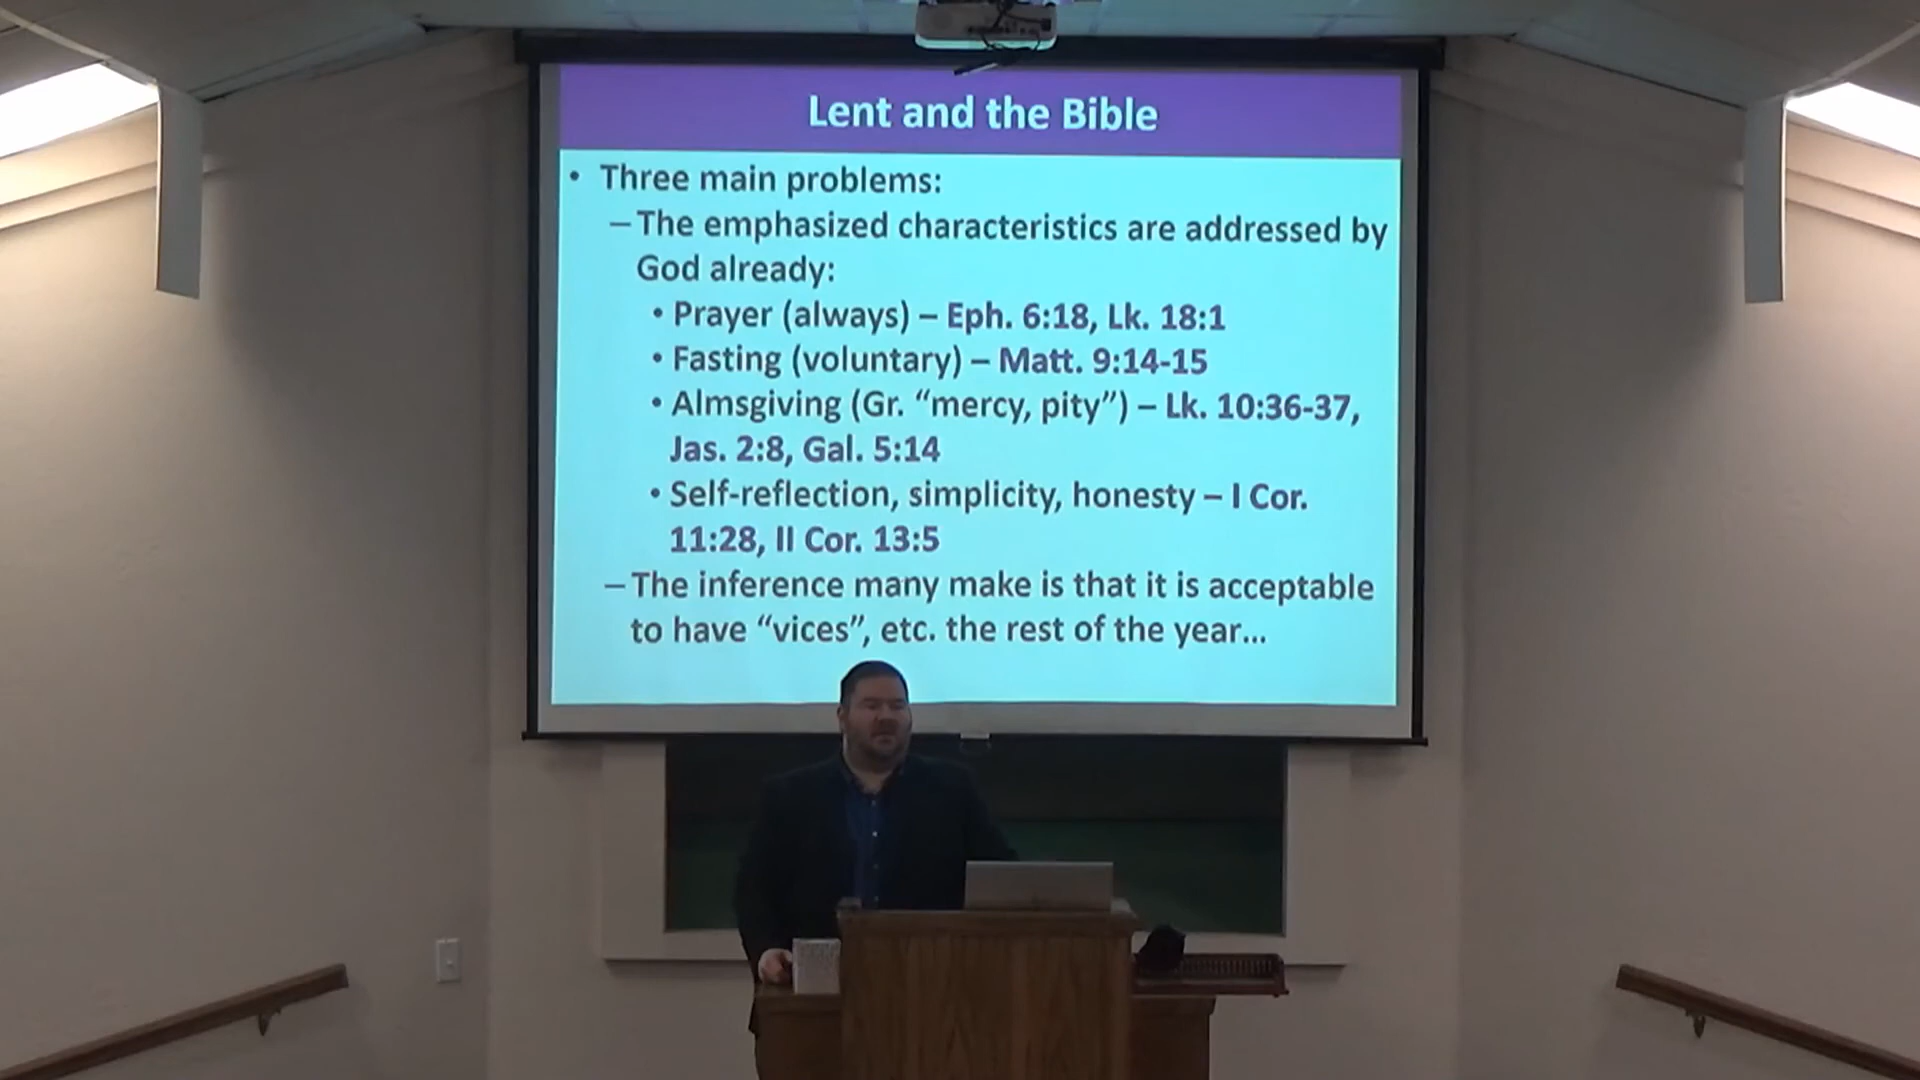 Lent and the Bible
• Three main problems:
– The emphasized characteristics are addressed by
God already:
• Prayer (always) – Eph. 6:18, Lk. 18:1
• Fasting (voluntary) – Matt. 9:14-15
• Almsgiving (Gr. “mercy, pity”) – Lk. 10:36-37,
Jas. 2:8, Gal. 5:14
• Self-reflection, simplicity, honesty – I Cor.
11:28, II Cor. 13:5
– The inference many make is that it is acceptable
to have “vices”, etc. the rest of the year...